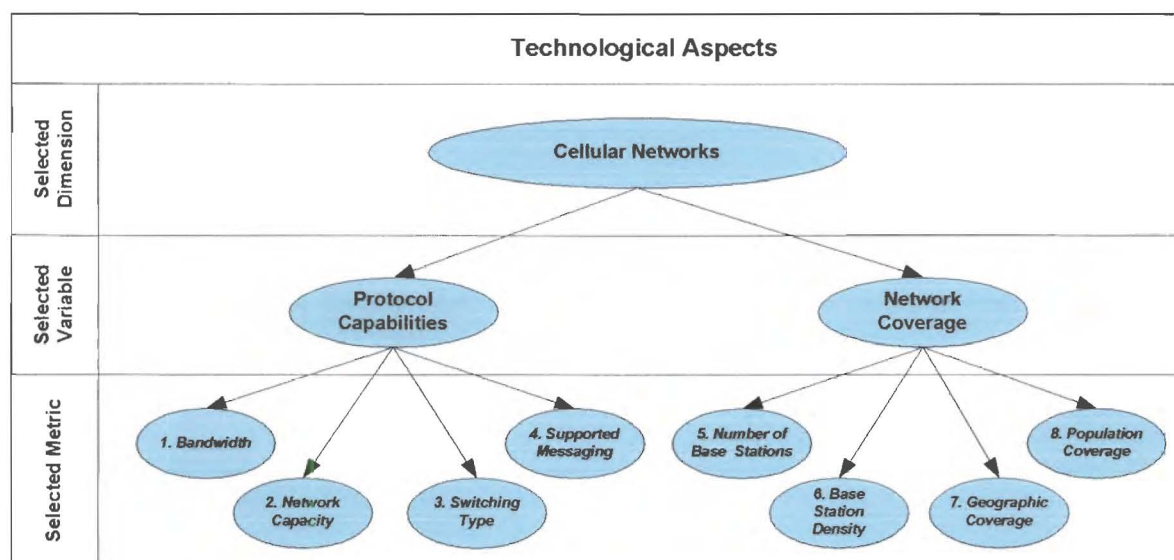 Technological Aspects
Selected
Dimension
Cellular Networks
Selected
Variable
Protocol
Capabilities
Network
Coverage
Selected Metric
1. Bandwidth
2. Network
Capacity
3. Switching
Type
4. Supported
Messaging
5. Number of
Base Stations
6. Base
Station
Density
7. Geographic
Coverage
8. Population
Coverage